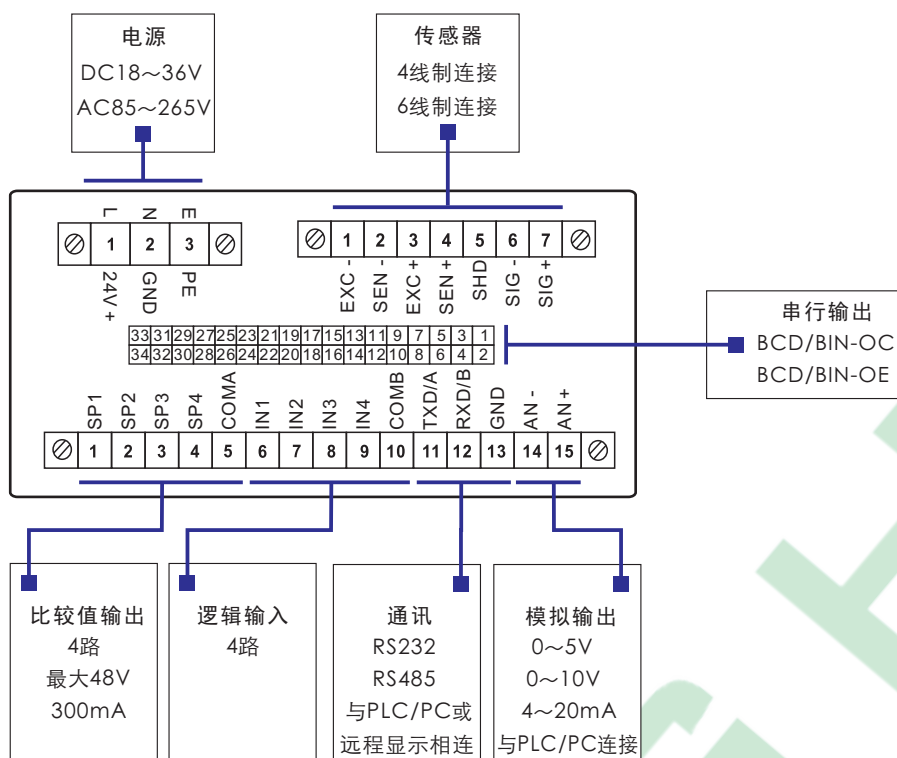 电源
DC18～36V
AC85～265V
传感器
4线制连接
6线制连接
L N E
1 2 3
24V+ GND PE
1 2 3 4 5 6 7
EXC- SEN- EXC+ SEN+ SHD SIG- SIG+
串行输出
BCD/BIN-OC
BCD/BIN-OE
33 31 29 27 25 23 21 19 17 15 13 11 9 7 5 3 1
34 32 30 28 26 24 22 20 18 16 14 12 10 8 6 4 2
SP1 SP2 SP3 SP4 COMA IN1 IN2 IN3 IN4 COMB TXD/A RXD/B GND AN- AN+
1 2 3 4 5 6 7 8 9 10 11 12 13 14 15
比较值输出
4路
最大48V
300mA
逻辑输入
4路
通讯
RS232
RS485
与PLC/PC或
远程显示相连
模拟输出
0～5V
0～10V
4～20mA
与PLC/PC连接